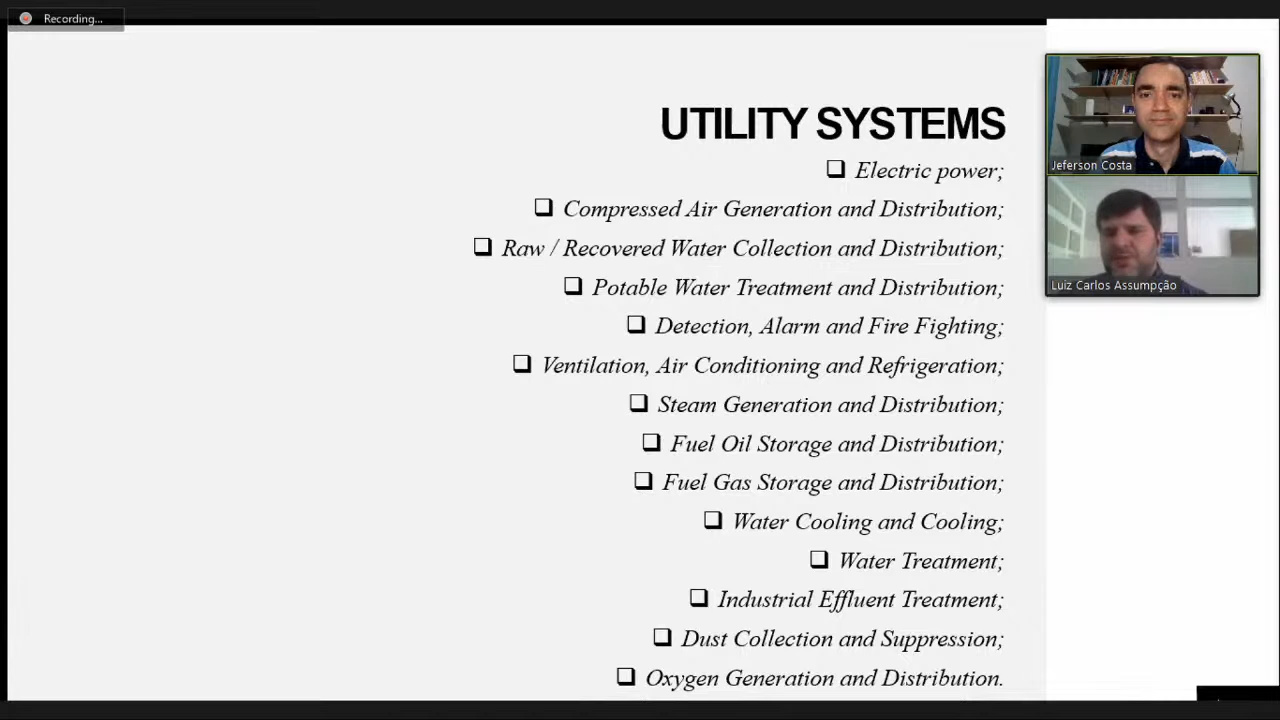 Recording...
UTILITY SYSTEMS
❑ Electric power;
❑ Compressed Air Generation and Distribution;
❑ Raw / Recovered Water Collection and Distribution;
❑ Potable Water Treatment and Distribution;
❑ Detection, Alarm and Fire Fighting;
❑ Ventilation, Air Conditioning and Refrigeration;
❑ Steam Generation and Distribution;
❑ Fuel Oil Storage and Distribution;
❑ Fuel Gas Storage and Distribution;
❑ Water Cooling and Cooling;
❑ Water Treatment;
❑ Industrial Effluent Treatment;
❑ Dust Collection and Suppression;
❑ Oxygen Generation and Distribution.
Jeferson Costa
Luiz Carlos Assumpção